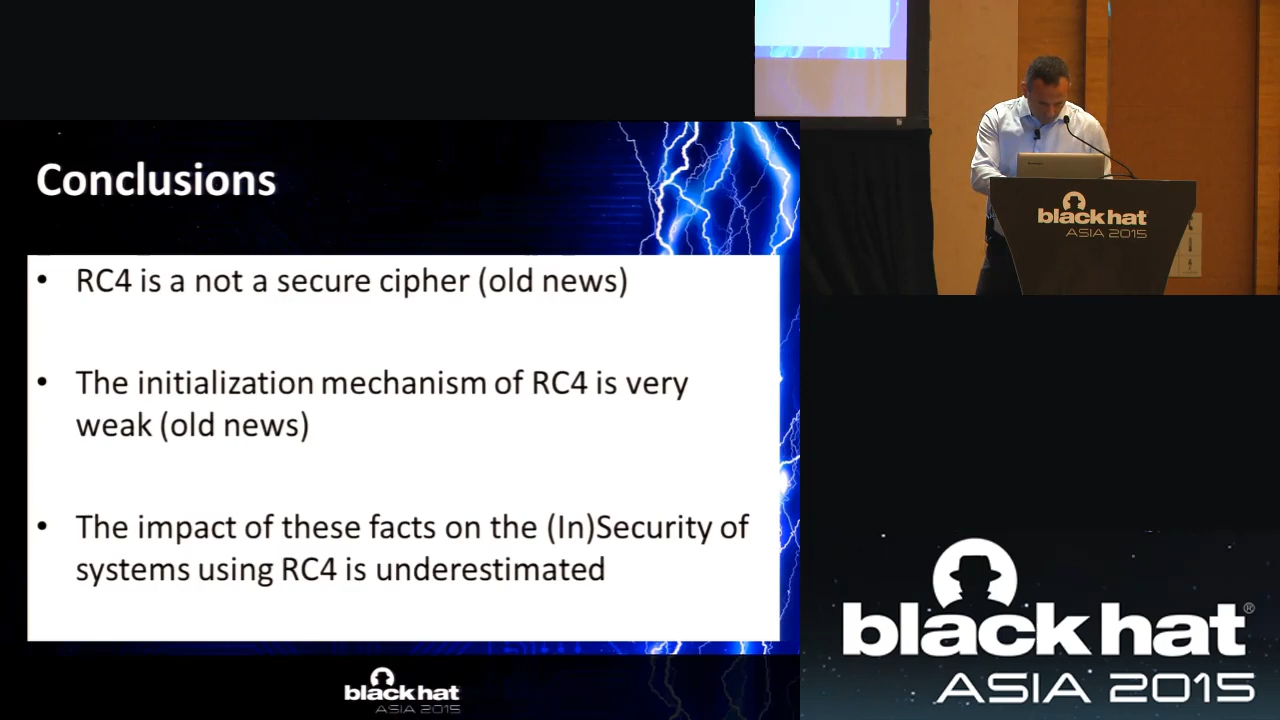 Conclusions
• RC4 is a not a secure cipher (old news)
• The initialization mechanism of RC4 is very
weak (old news)
• The impact of these facts on the (In)Security of
systems using RC4 is underestimated
black hat
ASIA 2015
black hat
ASIA 2015
black hat®
ASIA 2015